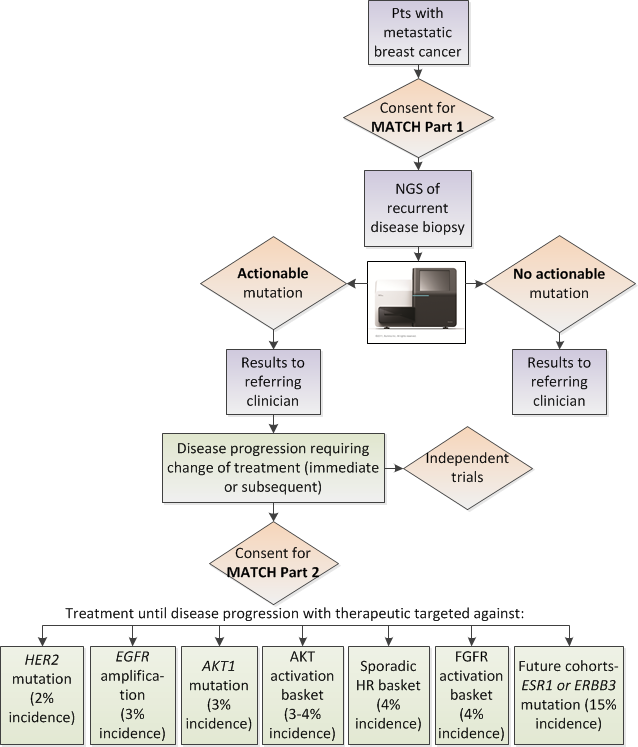 Pts with
metastatic
breast cancer
Consent for
MATCH Part 1
NGS of
recurrent
disease biopsy
Actionable
mutation
No actionable
mutation
Results to
referring
clinician
Results to
referring
clinician
Disease progression requiring
change of treatment (immediate
or subsequent)
Independent
trials
Consent for
MATCH Part 2
Treatment until disease progression with therapeutic targeted against:
HER2
mutation
(2%
incidence)
EGFR
amplifica-
tion
(3%
incidence)
AKT1
mutation
(3%
incidence)
AKT
activation
basket
(3-4%
incidence)
Sporadic
HR basket
(4%
incidence)
FGFR
activation
basket
(4%
incidence)
Future cohorts-
ESR1 or ERBB3
mutation (15%
incidence)